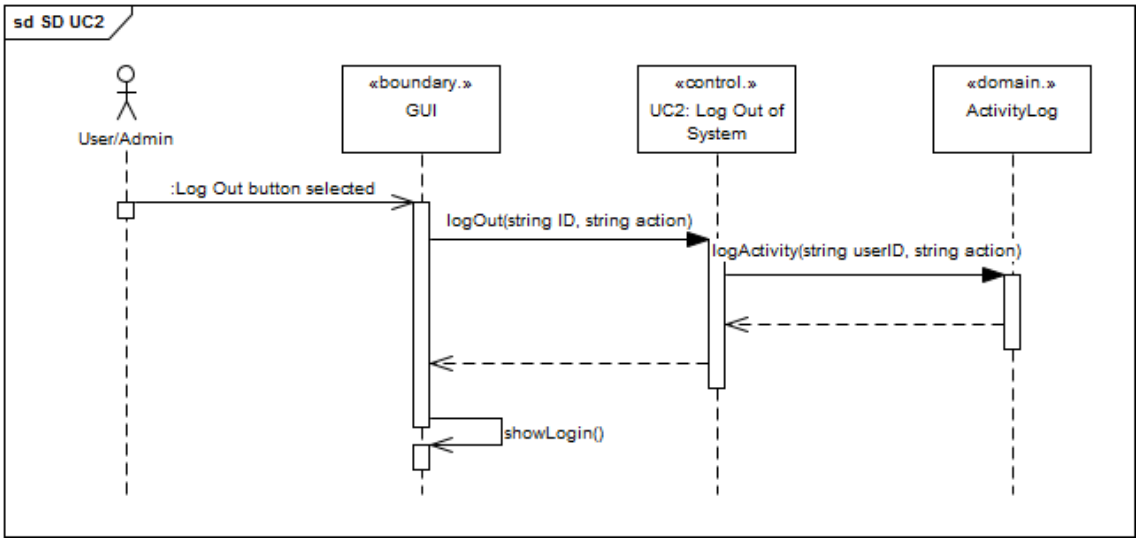 sd SD UC2
User/Admin
«boundary.»
GUI
«control.»
UC2: Log Out of
System
«domain.»
ActivityLog
:Log Out button selected
logOut(string ID, string action)
logActivity(string userID, string action)
showLogin()